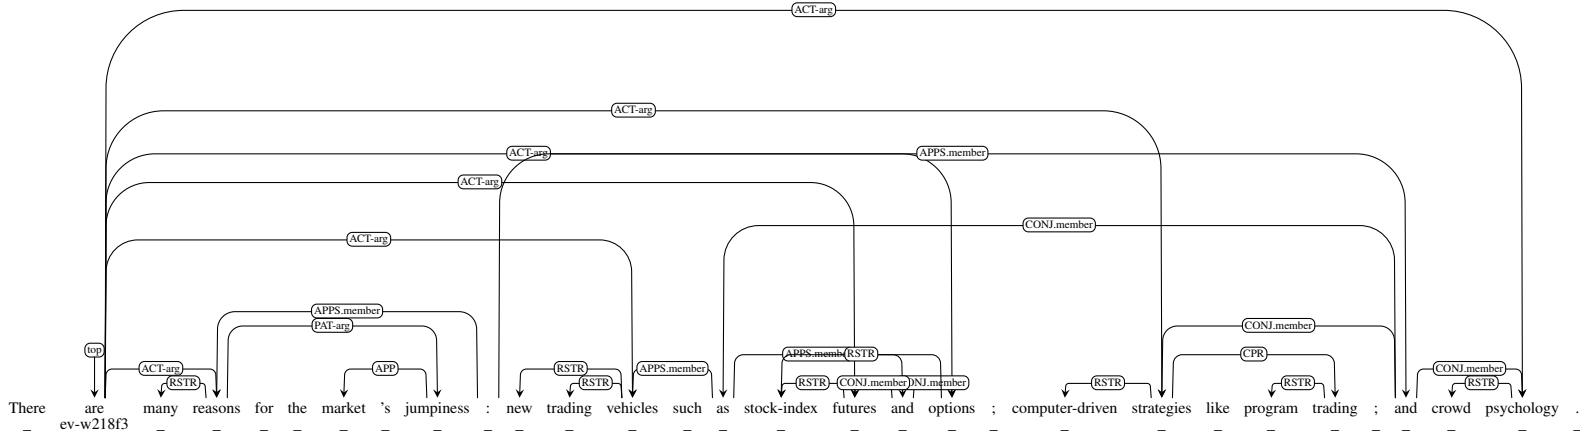 ACT-arg
ACT-arg
ACT-arg APPS.member
ACT-arg
CONJ.member
ACT-arg
APPS.member
PAT-arg CONJ.member
top RSTR CPR
ACT-arg APP RSTR APPS.member CONJ.member
RSTR RSTR RSTR CONJ.member RSTR RSTR RSTR
There are many reasons for the market 's jumpiness : new trading vehicles such as stock-index futures and options ; computer-driven strategies like program trading ; and crowd psychology .
_ ev-w218f3 _ _ _ _ _ _ _ _ _ _ _ _ _ _ _ _ _ _ _ _ _ _ _ _ _ _ _ _